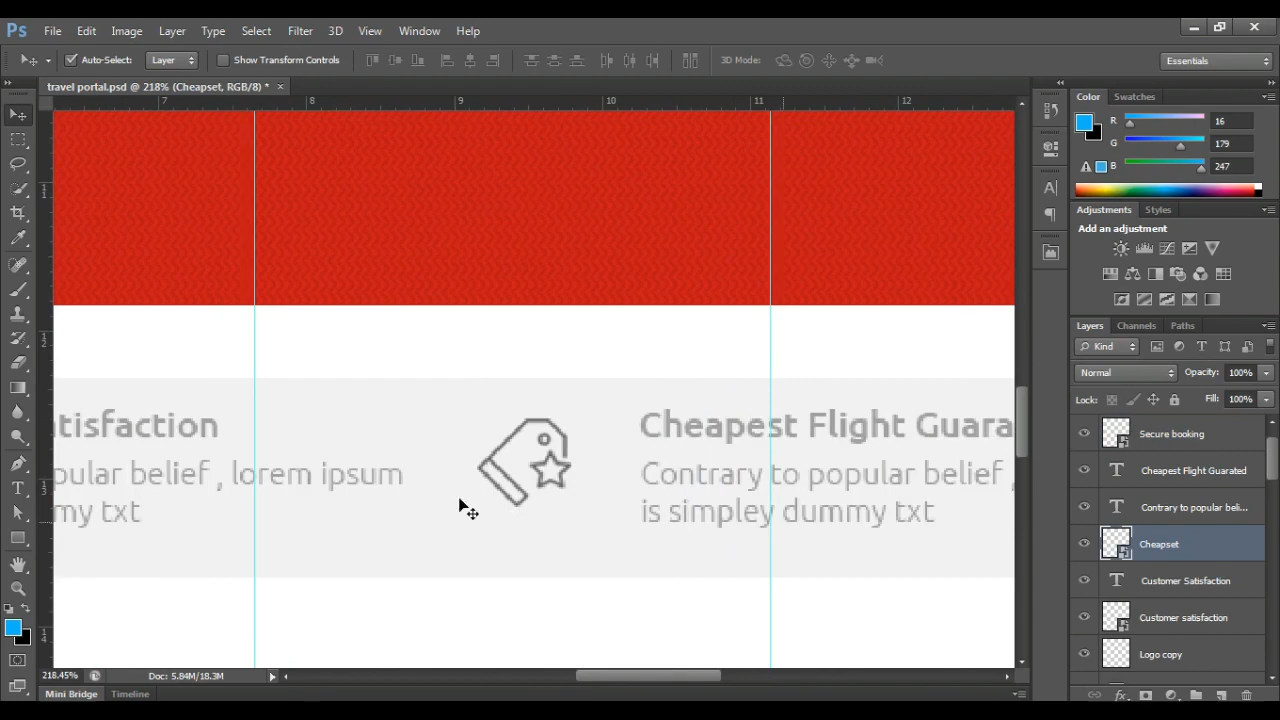 Ps File Edit Image Layer Type Select Filter 3D View Window Help
Auto-Select: Layer Show Transform Controls 3D Mode: Essentials
travel portal.psd @ 218% (Cheapset, RGB/8) * ×
7 8 9 10 11 12
Color Swatches
R 16
G 179
B 247
Adjustments Styles
Add an adjustment
Layers Channels Paths
Kind
Normal Opacity: 100%
Lock: Fill: 100%
Secure booking
Cheapest Flight Guarated
Contrary to popular beli...
Cheapset
Customer Satisfaction
Customer satisfaction
Logo copy
tisfaction
pular belief , lorem ipsum
my txt
Cheapest Flight Guara
Contrary to popular belief ,
is simpley dummy txt
218.45% Doc: 5.84M/18.3M
Mini Bridge Timeline